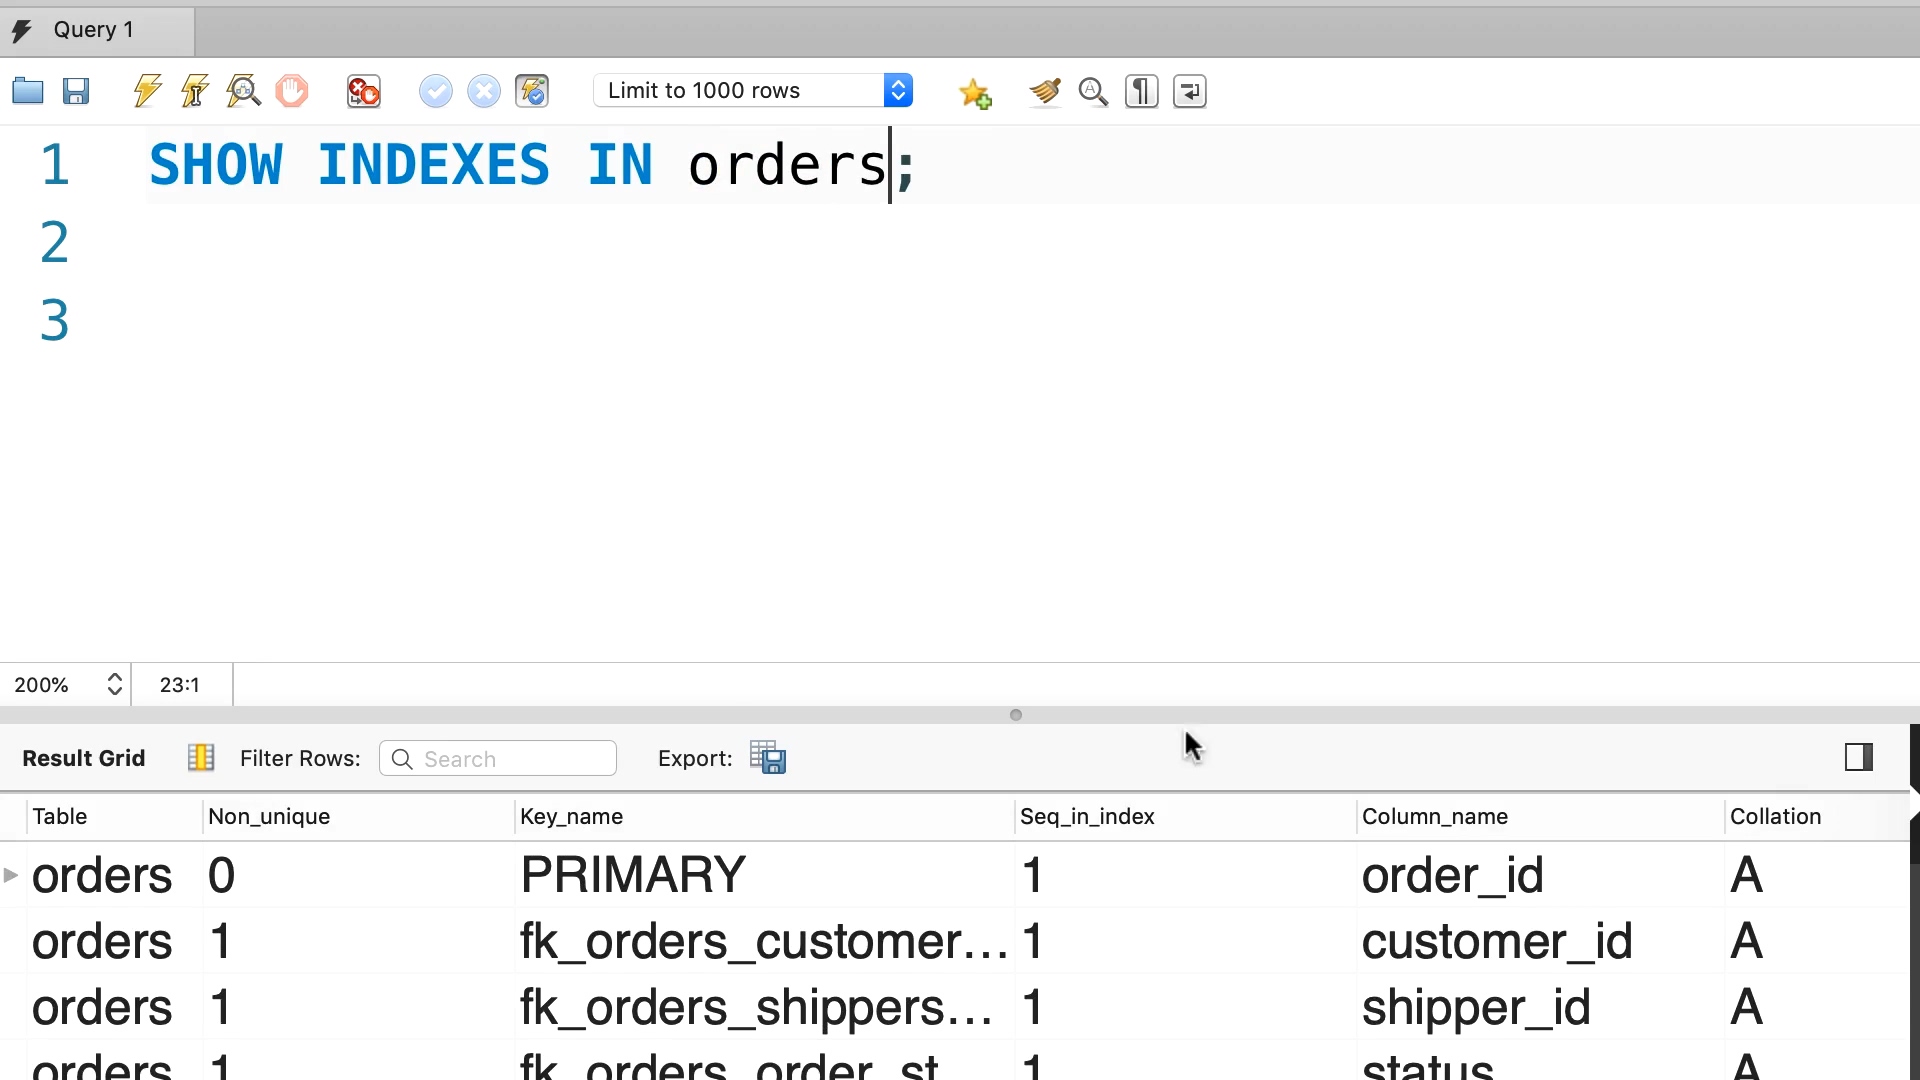 Query 1
Limit to 1000 rows
1 SHOW INDEXES IN orders;
2
3
200% 23:1
Result Grid Filter Rows: Search Export:
Table Non_unique Key_name Seq_in_index Column_name Collation
orders 0 PRIMARY 1 order_id A
orders 1 fk_orders_customer... 1 customer_id A
orders 1 fk_orders_shippers... 1 shipper_id A
orders 1 fk_orders_order_st 1 status A